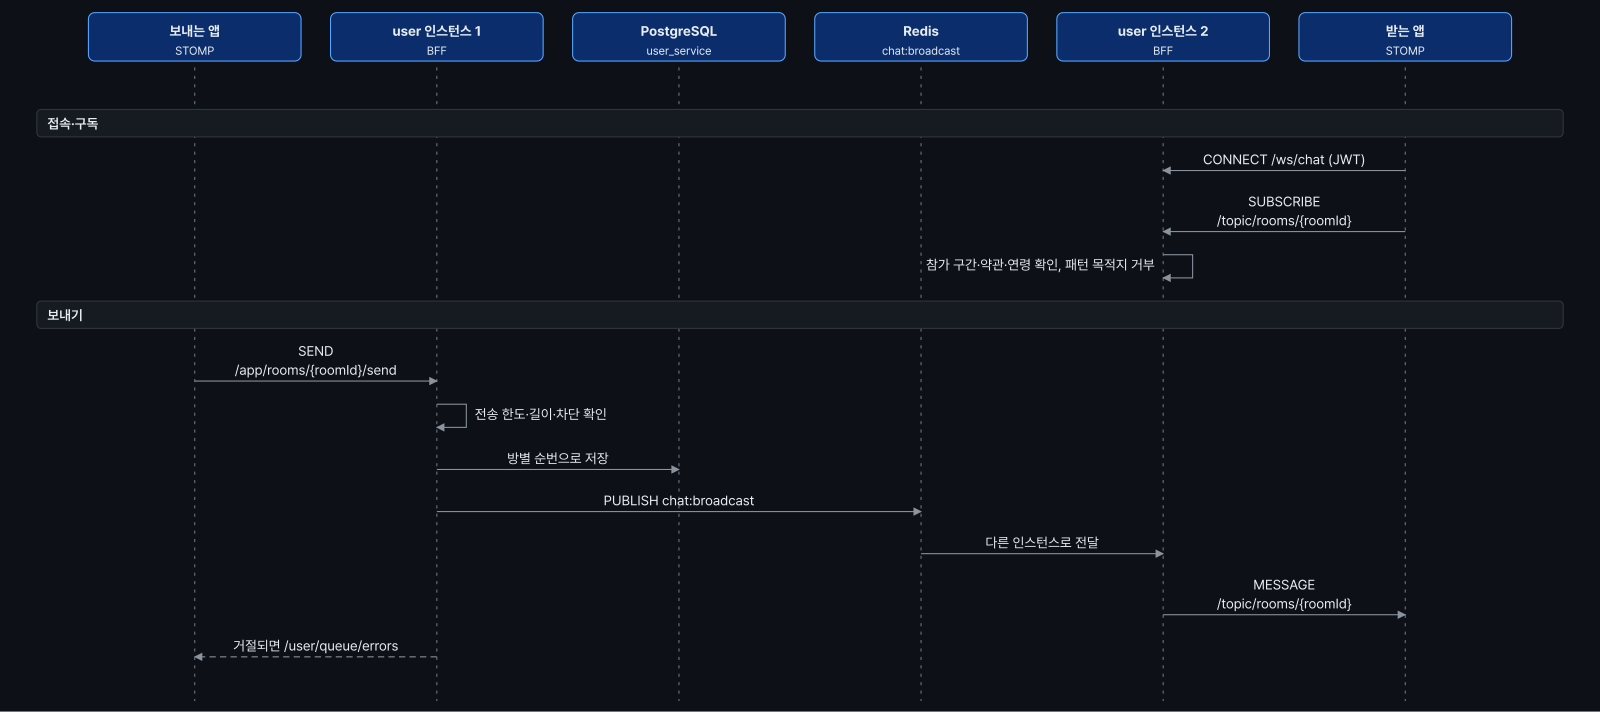 보내는 앱
STOMP
user 인스턴스 1
BFF
PostgreSQL
user_service
Redis
chat:broadcast
user 인스턴스 2
BFF
받는 앱
STOMP
접속·구독
CONNECT /ws/chat (JWT)
SUBSCRIBE
/topic/rooms/{roomId}
참가 구간·약관·연령 확인, 패턴 목적지 거부
보내기
SEND
/app/rooms/{roomId}/send
전송 한도·길이·차단 확인
방별 순번으로 저장
PUBLISH chat:broadcast
다른 인스턴스로 전달
MESSAGE
/topic/rooms/{roomId}
거절되면 /user/queue/errors